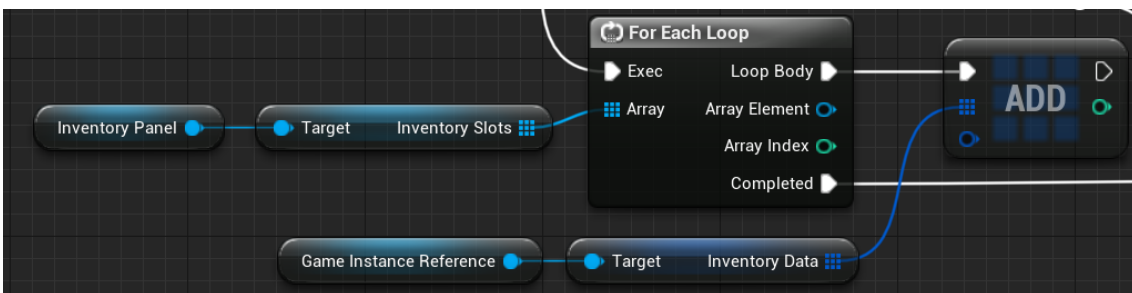 For Each Loop
Exec Loop Body
Array Array Element
Array Index
Completed
ADD
Inventory Panel
Target Inventory Slots
Game Instance Reference
Target Inventory Data